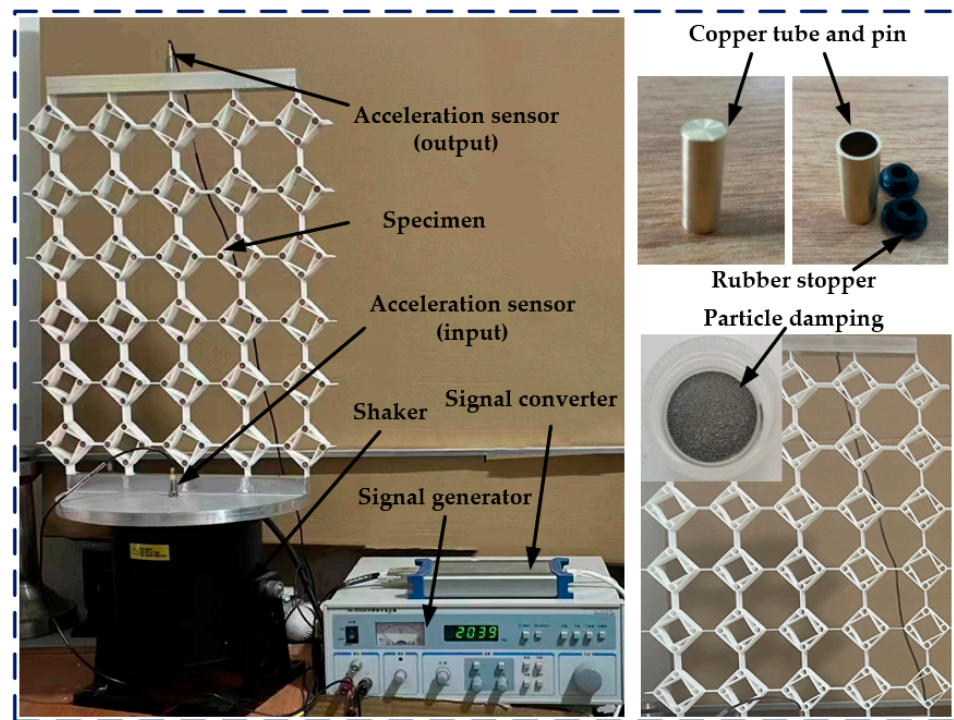 Copper tube and pin
Acceleration sensor
(output)
Specimen
Rubber stopper
Acceleration sensor
(input)
Particle damping
Shaker
Signal converter
Signal generator
2039